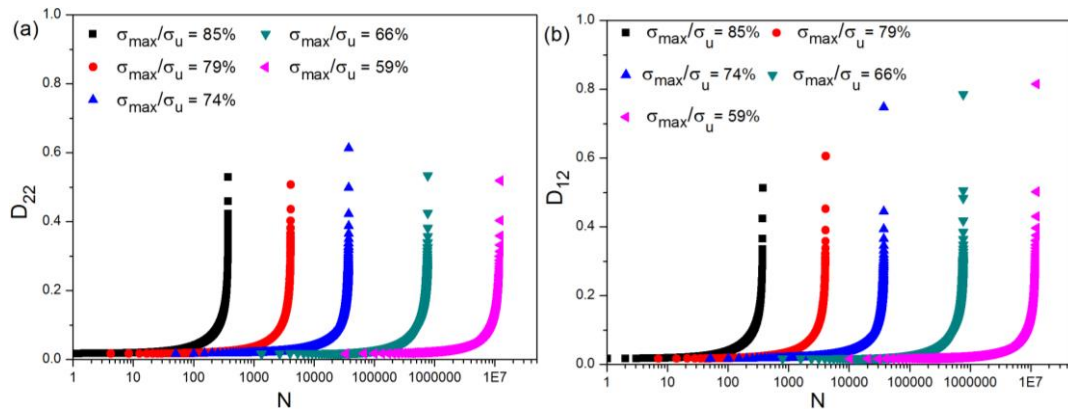 (a)
σmax/σu = 85%
σmax/σu = 66%
σmax/σu = 79%
σmax/σu = 59%
σmax/σu = 74%
1.0
0.8
0.6
0.4
0.2
0.0
D22
1 10 100 1000 10000 100000 1000000 1E7
N
(b)
σmax/σu = 85%
σmax/σu = 79%
σmax/σu = 74%
σmax/σu = 66%
σmax/σu = 59%
1.0
0.8
0.6
0.4
0.2
0.0
D12
1 10 100 1000 10000 100000 1000000 1E7
N